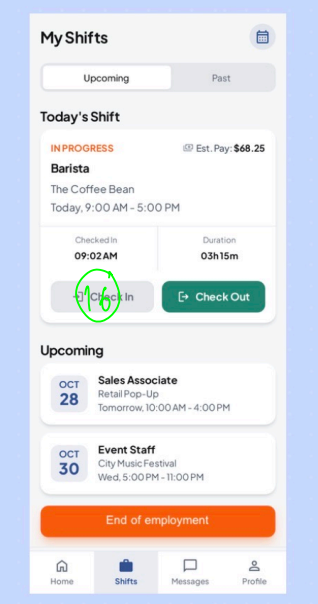 My Shifts
Upcoming Past
Today's Shift
IN PROGRESS Est. Pay: $68.25
Barista
The Coffee Bean
Today, 9:00 AM - 5:00 PM
Checked In Duration
09:02 AM 03h 15m
Check In Check Out
16
Upcoming
OCT 28
Sales Associate
Retail Pop-Up
Tomorrow, 10:00 AM - 4:00 PM
OCT 30
Event Staff
City Music Festival
Wed, 5:00 PM - 11:00 PM
End of employment
Home Shifts Messages Profile